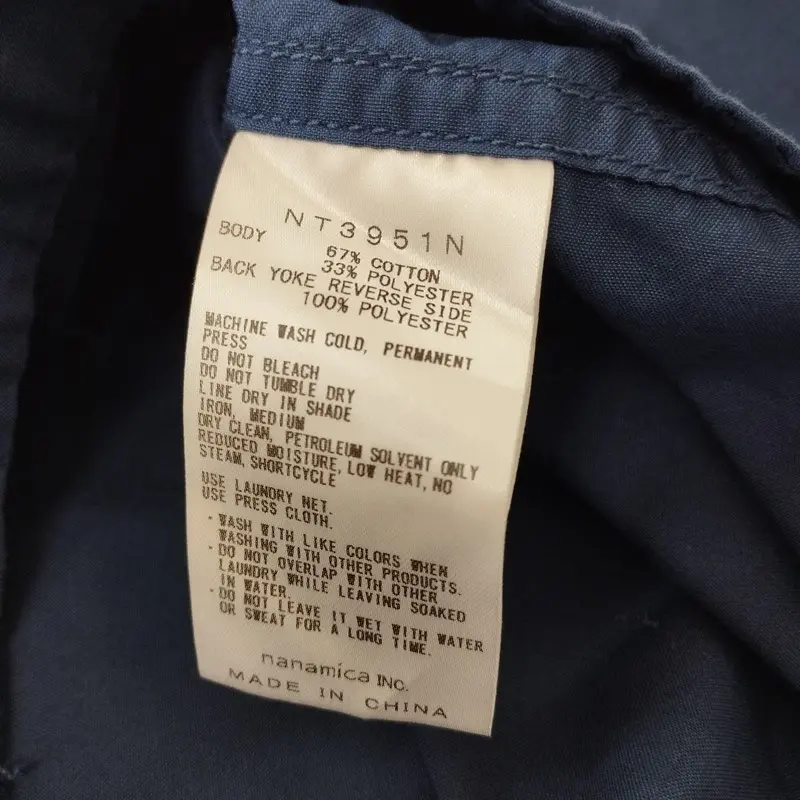 NT3951N
BODY
67% COTTON
33% POLYESTER
BACK YOKE REVERSE SIDE
100% POLYESTER
MACHINE WASH COLD, PERMANENT
PRESS
DO NOT BLEACH
DO NOT TUMBLE DRY
LINE DRY IN SHADE
IRON, MEDIUM
DRY CLEAN, PETROLEUM SOLVENT ONLY
REDUCED MOISTURE, LOW HEAT, NO
STEAM, SHORTCYCLE
USE LAUNDRY NET.
USE PRESS CLOTH.
・WASH WITH LIKE COLORS WHEN
WASHING WITH OTHER PRODUCTS.
・DO NOT OVERLAP WITH OTHER
LAUNDRY WHILE LEAVING SOAKED
IN WATER.
・DO NOT LEAVE IT WET WITH WATER
OR SWEAT FOR A LONG TIME.
nanamica INC.
MADE IN CHINA